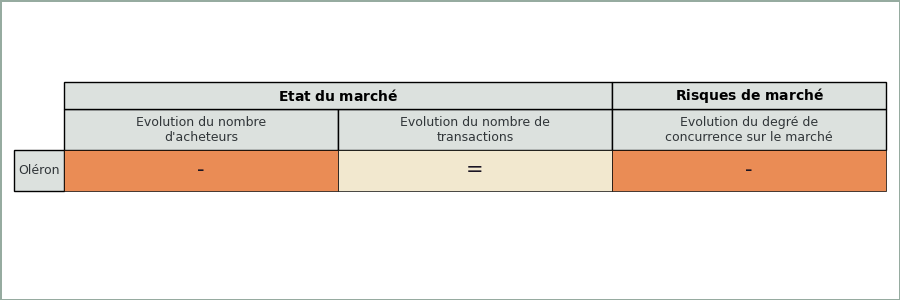 Etat du marché
Risques de marché
Evolution du nombre
d'acheteurs
Evolution du nombre de
transactions
Evolution du degré de
concurrence sur le marché
Oléron
-
=
-